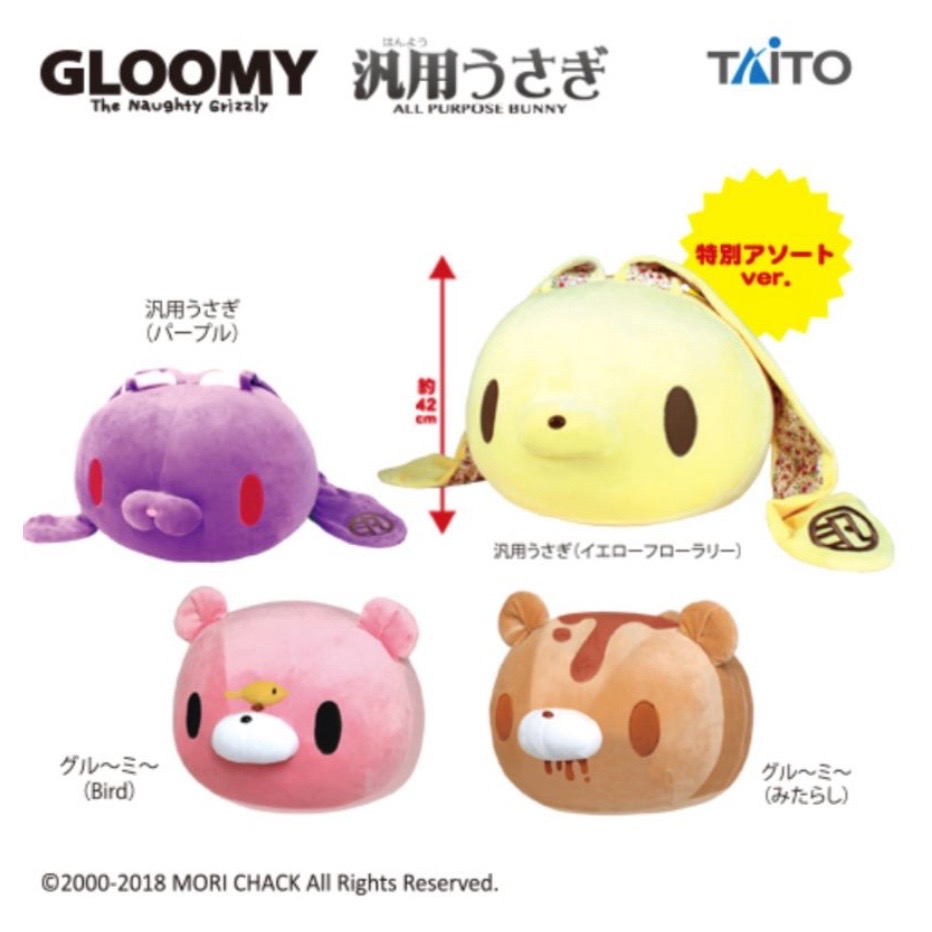 GLOOMY
The Naughty Grizzly
はんよう
汎用うさぎ
ALL PURPOSE BUNNY
TAITO
特別アソート
ver.
汎用うさぎ
(パープル)
約
42
cm
汎用うさぎ(イエローフローラリー)
グル〜ミ〜
(Bird)
グル〜ミ〜
(みたらし)
©2000-2018 MORI CHACK All Rights Reserved.